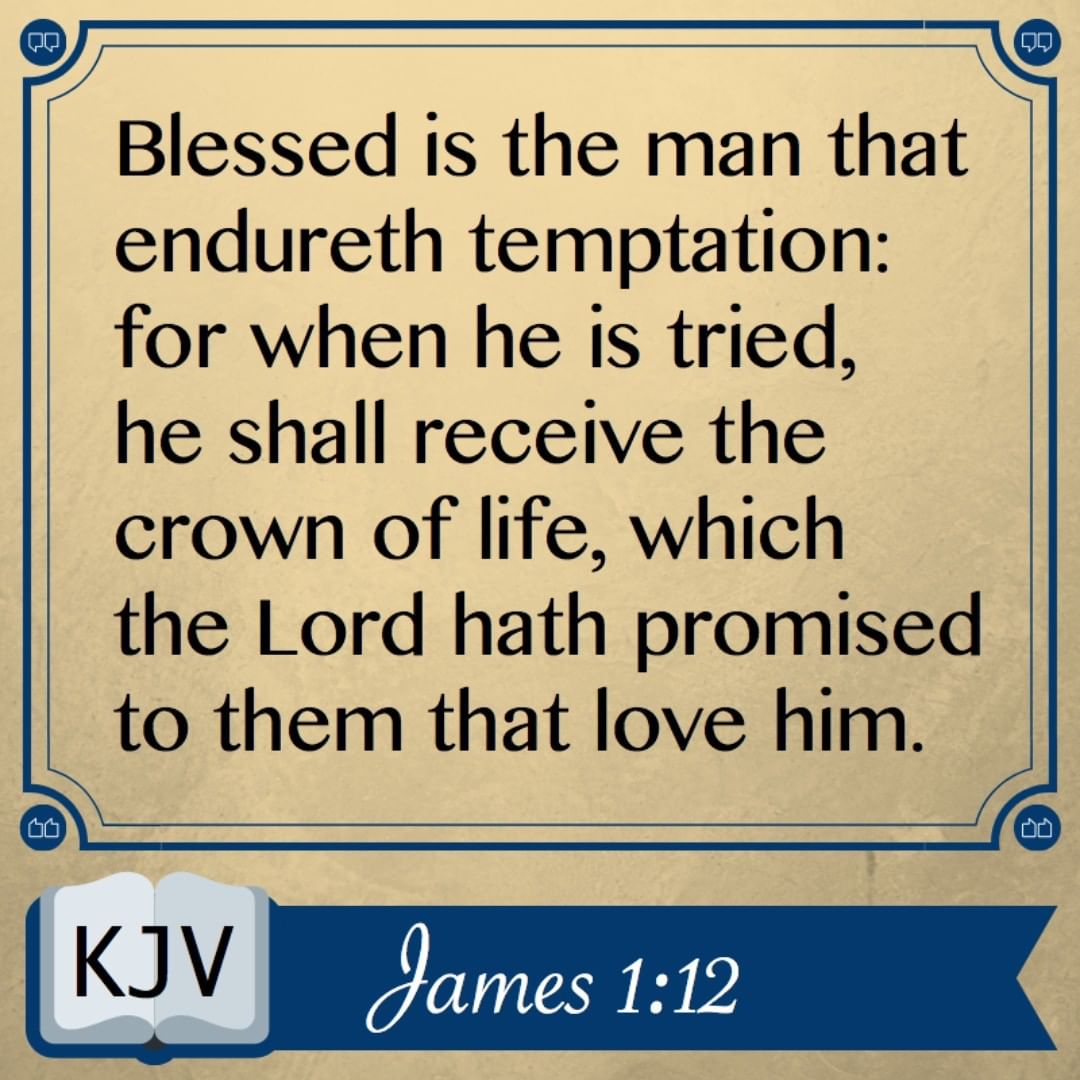 Blessed is the man that
endureth temptation:
for when he is tried,
he shall receive the
crown of life, which
the Lord hath promised
to them that love him.
KJV
James 1:12